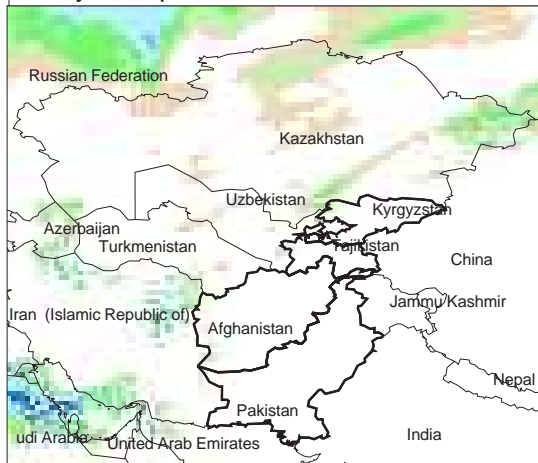 Russian Federation
Kazakhstan
Uzbekistan
Kyrgyzstan
Azerbaijan
Turkmenistan
Tajikistan
China
Jammu Kashmir
Iran (Islamic Republic of)
Afghanistan
Nepal
Pakistan
udi Arabia
United Arab Emirates
India